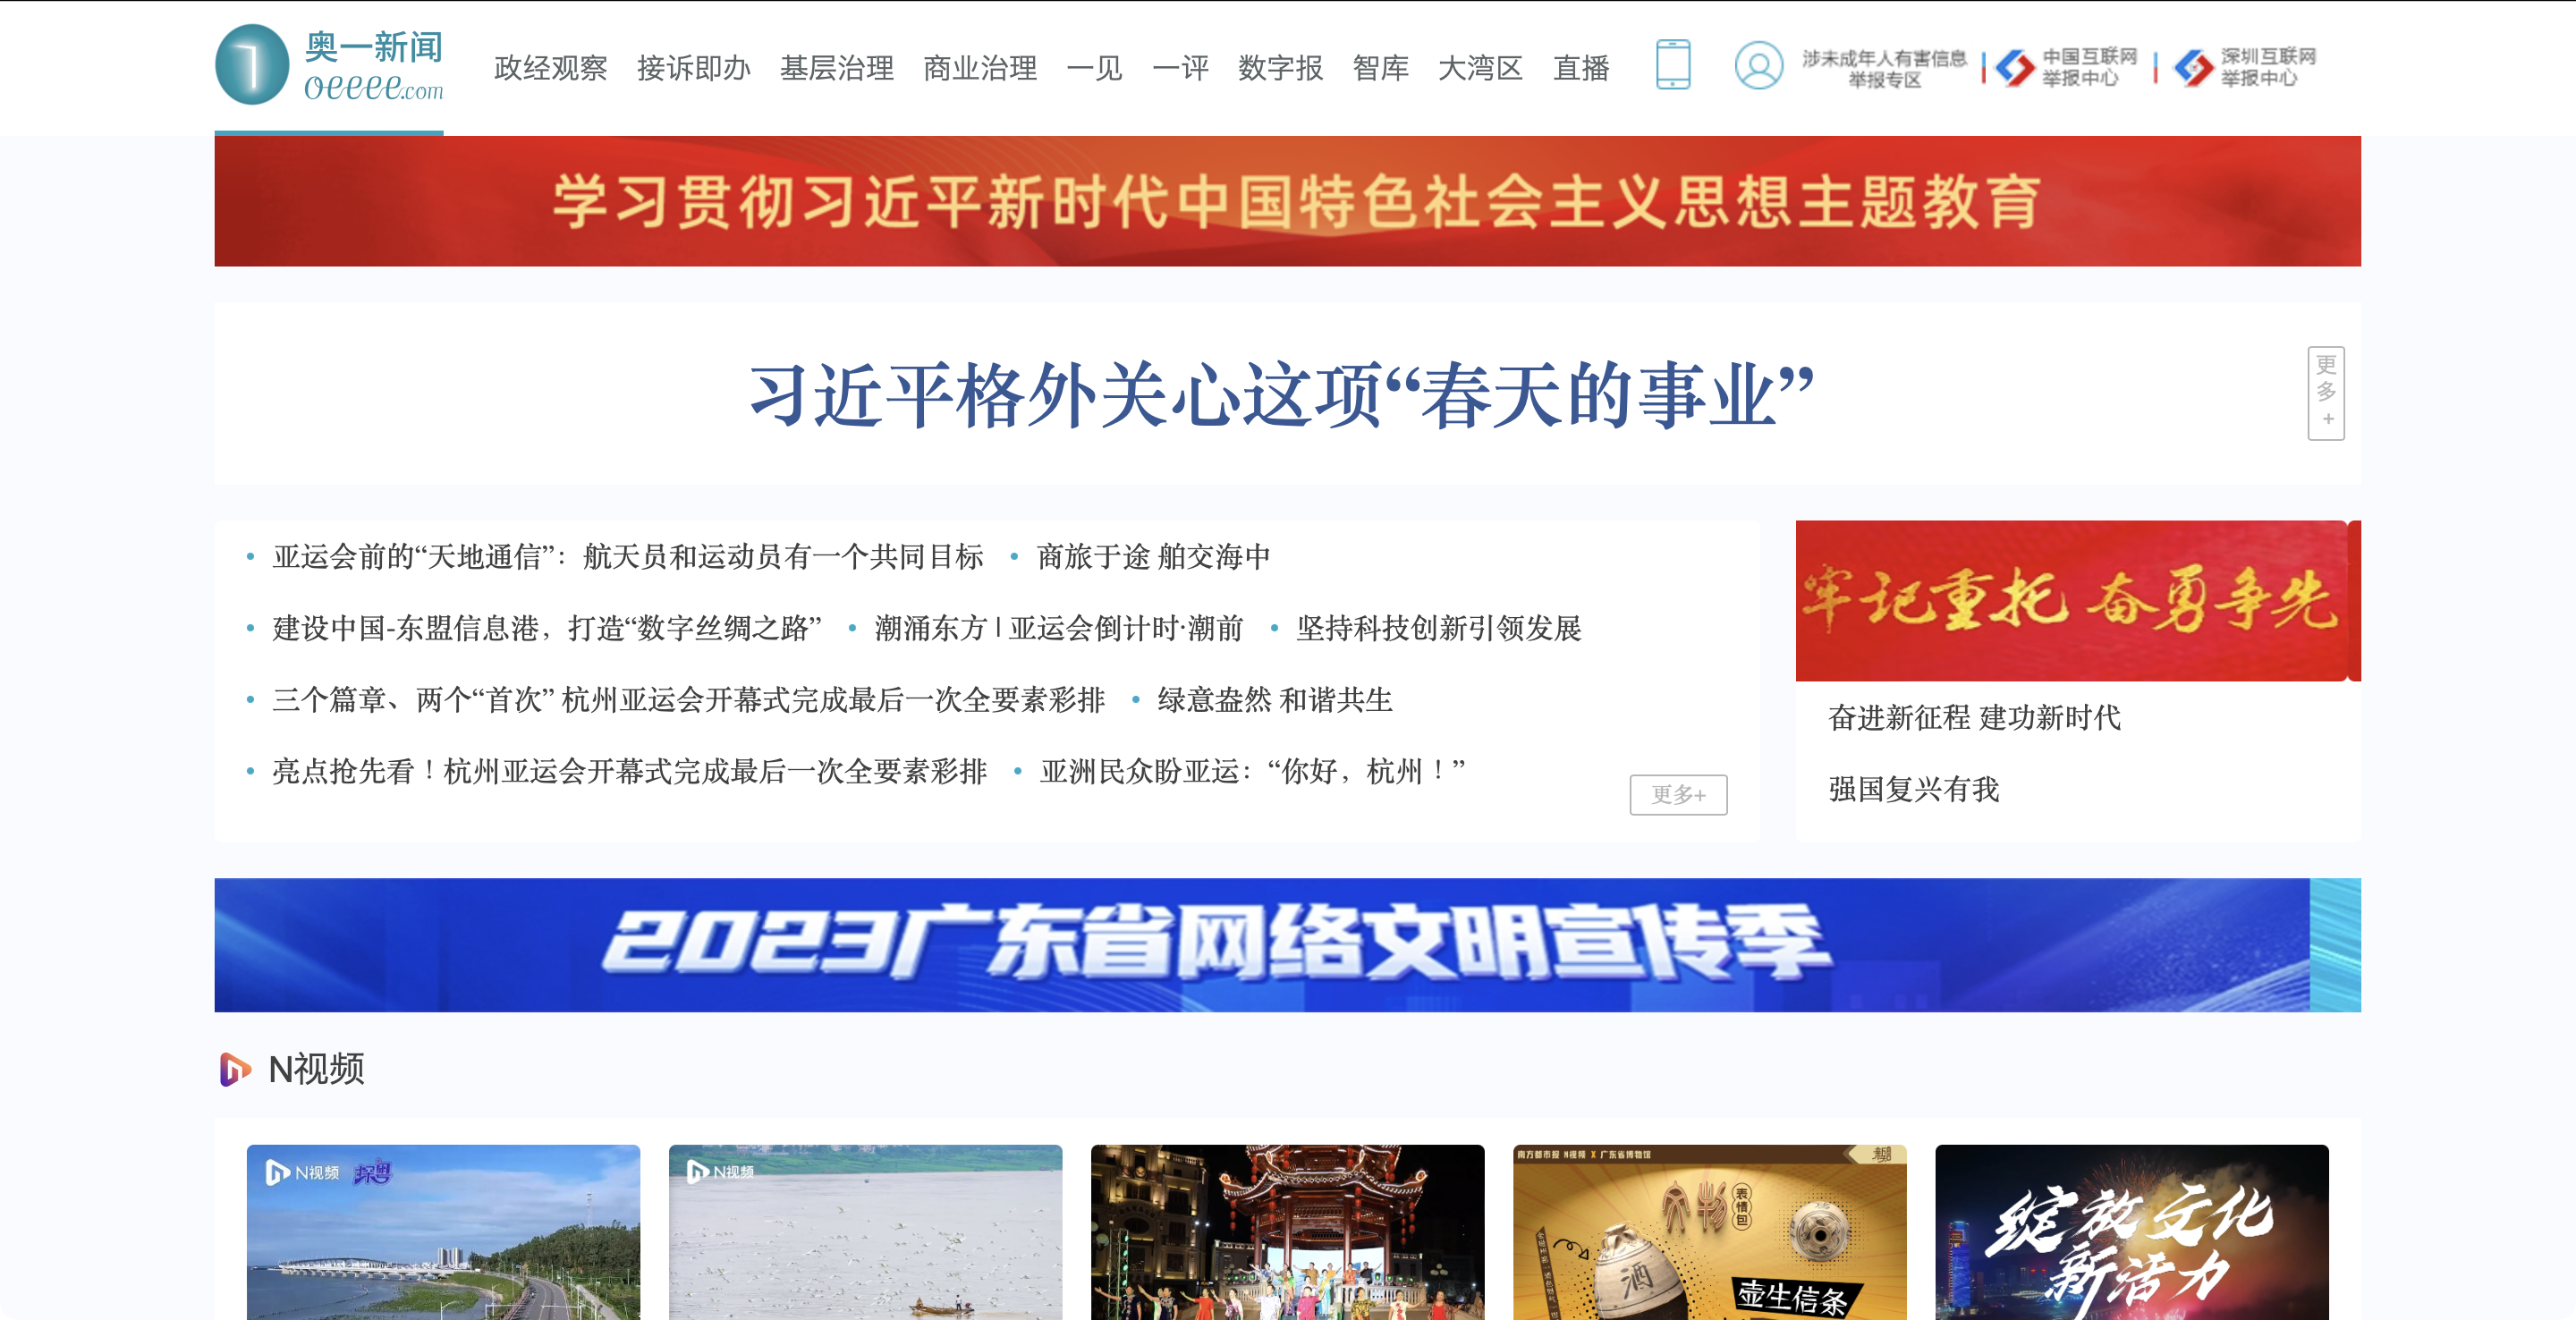 奥一新闻
oeeee.com
政经观察 接诉即办 基层治理 商业治理 一见 一评 数字报 智库 大湾区 直播
涉未成年人有害信息
举报专区
中国互联网
举报中心
深圳互联网
举报中心
学习贯彻习近平新时代中国特色社会主义思想主题教育
习近平格外关心这项“春天的事业”
更多+
亚运会前的“天地通信”：航天员和运动员有一个共同目标 • 商旅于途 舶交海中
建设中国-东盟信息港，打造“数字丝绸之路” • 潮涌东方 | 亚运会倒计时·潮前 • 坚持科技创新引领发展
三个篇章、两个“首次” 杭州亚运会开幕式完成最后一次全要素彩排 • 绿意盎然 和谐共生
亮点抢先看！杭州亚运会开幕式完成最后一次全要素彩排 • 亚洲民众盼亚运：“你好，杭州！”
更多+
牢记重托 奋勇争先
奋进新征程 建功新时代
强国复兴有我
2023广东省网络文明宣传季
N视频
N视频 探粤
N视频
南方都市报 N视频 X 广东省博物馆
文物
表情包
酒
壶生信条
绽放文化
新活力